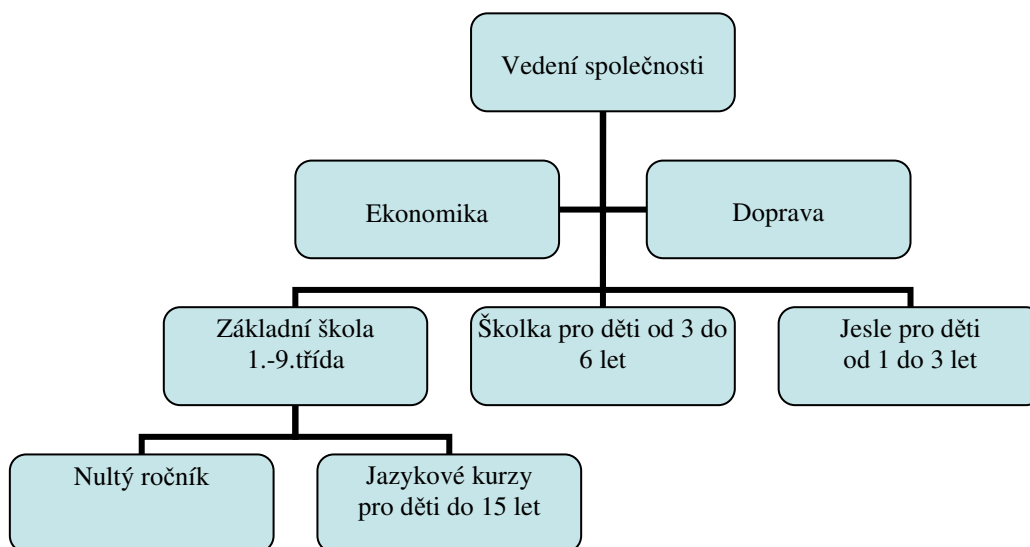 Vedení společnosti
Ekonomika
Doprava
Základní škola
1.-9.třída
Školka pro děti od 3 do
6 let
Jesle pro děti
od 1 do 3 let
Nultý ročník
Jazykové kurzy
pro děti do 15 let